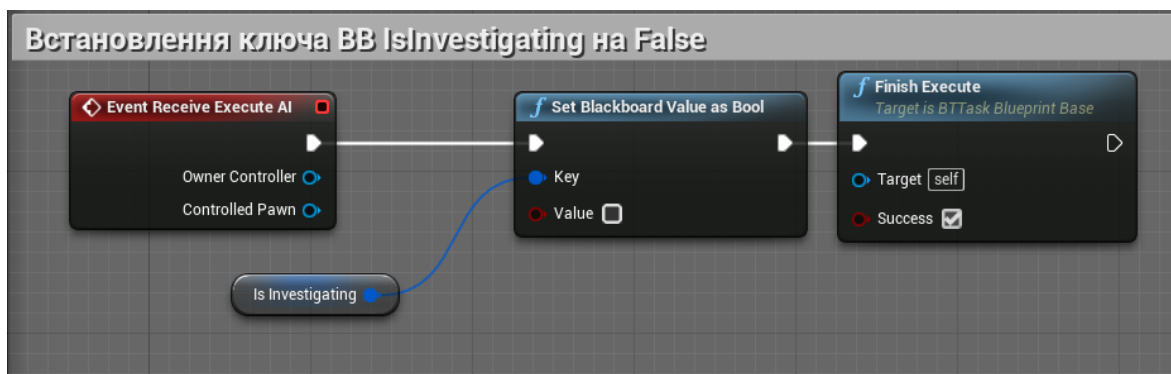 Встановлення ключа BB IsInvestigating на False
Event Receive Execute AI
Owner Controller
Controlled Pawn
Is Investigating
f Set Blackboard Value as Bool
Key
Value
f Finish Execute
Target is BTTask Blueprint Base
Target self
Success